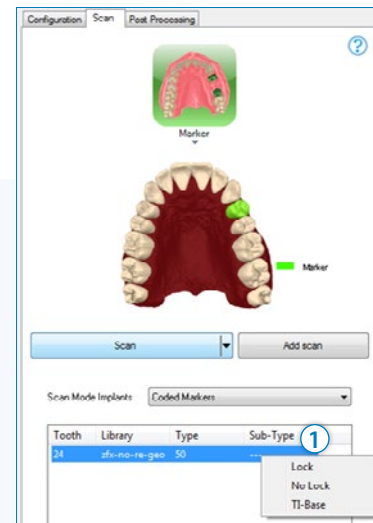 Configuration Scan Post Processing
?
Marker
Marker
Scan Add scan
Scan Mode Implants Coded Markers
Tooth Library Type Sub-Type 1
24 zfx-no-re-geo 50 ---
Lock
No Lock
TI-Base